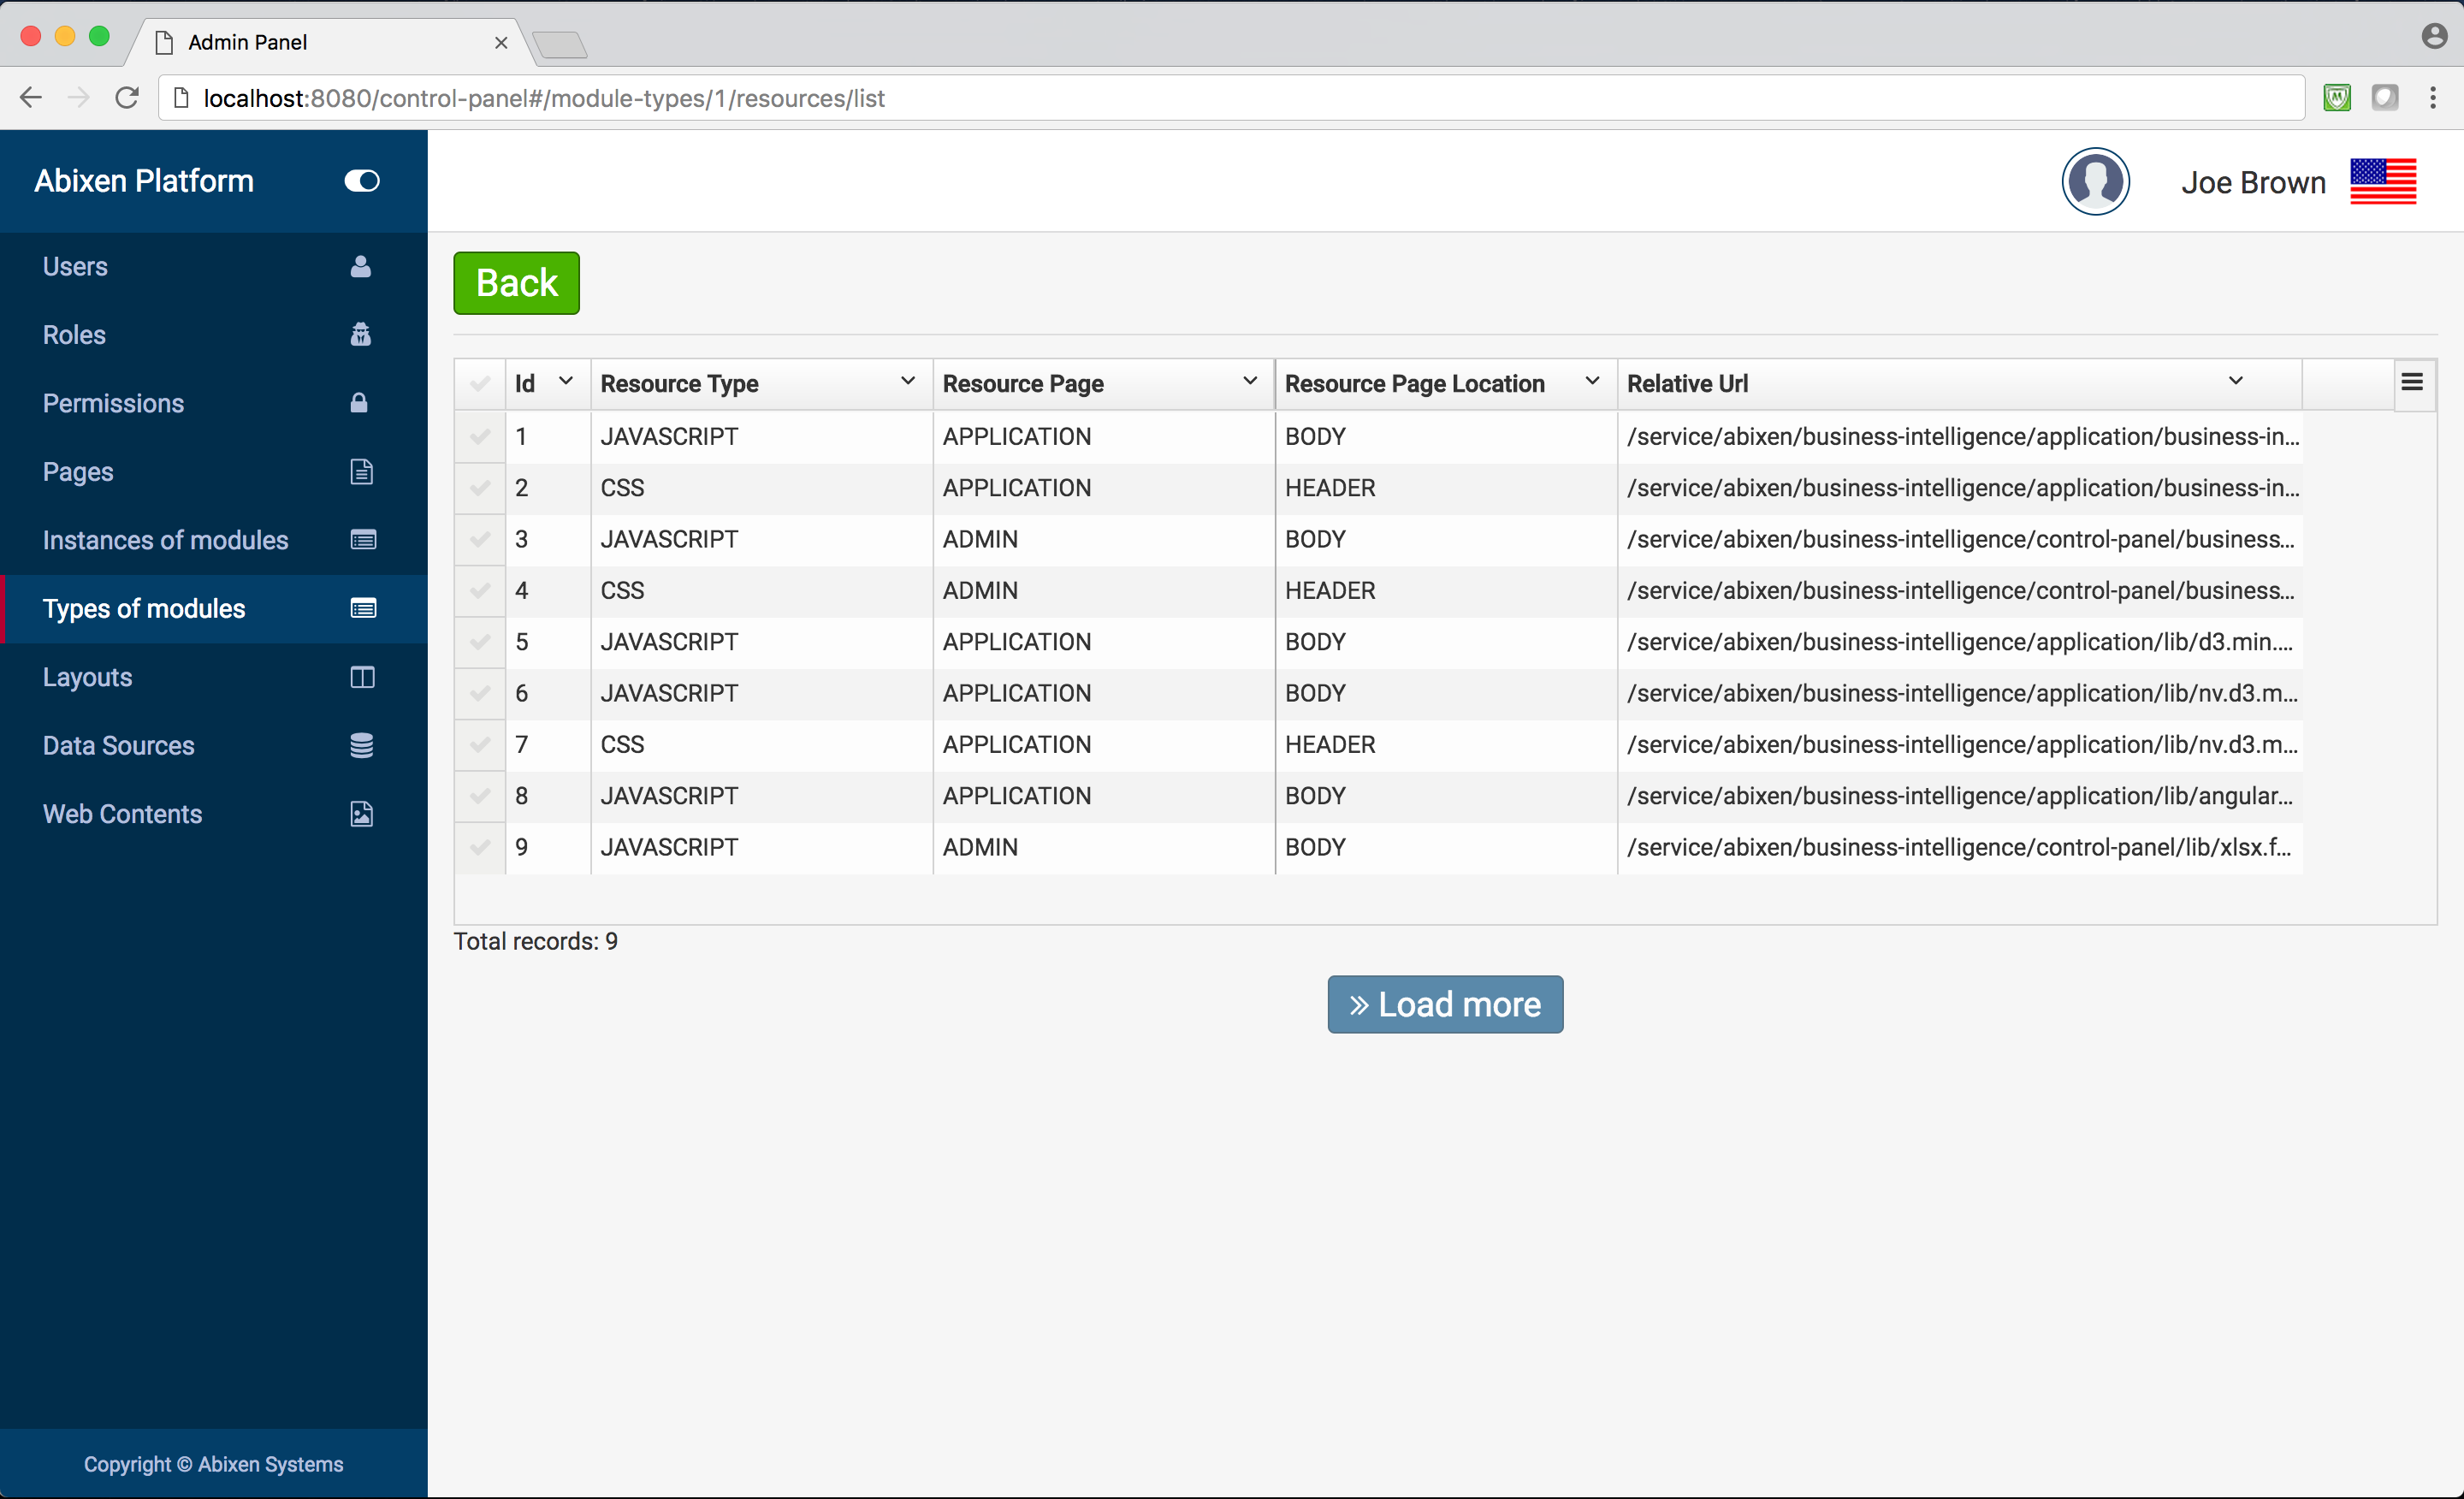 Admin Panel
localhost:8080/control-panel#/module-types/1/resources/list
Abixen Platform
Joe Brown
Users
Roles
Permissions
Pages
Instances of modules
Types of modules
Layouts
Data Sources
Web Contents
Copyright © Abixen Systems
Back
Id Resource Type Resource Page Resource Page Location Relative Url
1 JAVASCRIPT APPLICATION BODY /service/abixen/business-intelligence/application/business-in...
2 CSS APPLICATION HEADER /service/abixen/business-intelligence/application/business-in...
3 JAVASCRIPT ADMIN BODY /service/abixen/business-intelligence/control-panel/business...
4 CSS ADMIN HEADER /service/abixen/business-intelligence/control-panel/business...
5 JAVASCRIPT APPLICATION BODY /service/abixen/business-intelligence/application/lib/d3.min....
6 JAVASCRIPT APPLICATION BODY /service/abixen/business-intelligence/application/lib/nv.d3.m...
7 CSS APPLICATION HEADER /service/abixen/business-intelligence/application/lib/nv.d3.m...
8 JAVASCRIPT APPLICATION BODY /service/abixen/business-intelligence/application/lib/angular...
9 JAVASCRIPT ADMIN BODY /service/abixen/business-intelligence/control-panel/lib/xlsx.f...
Total records: 9
Load more